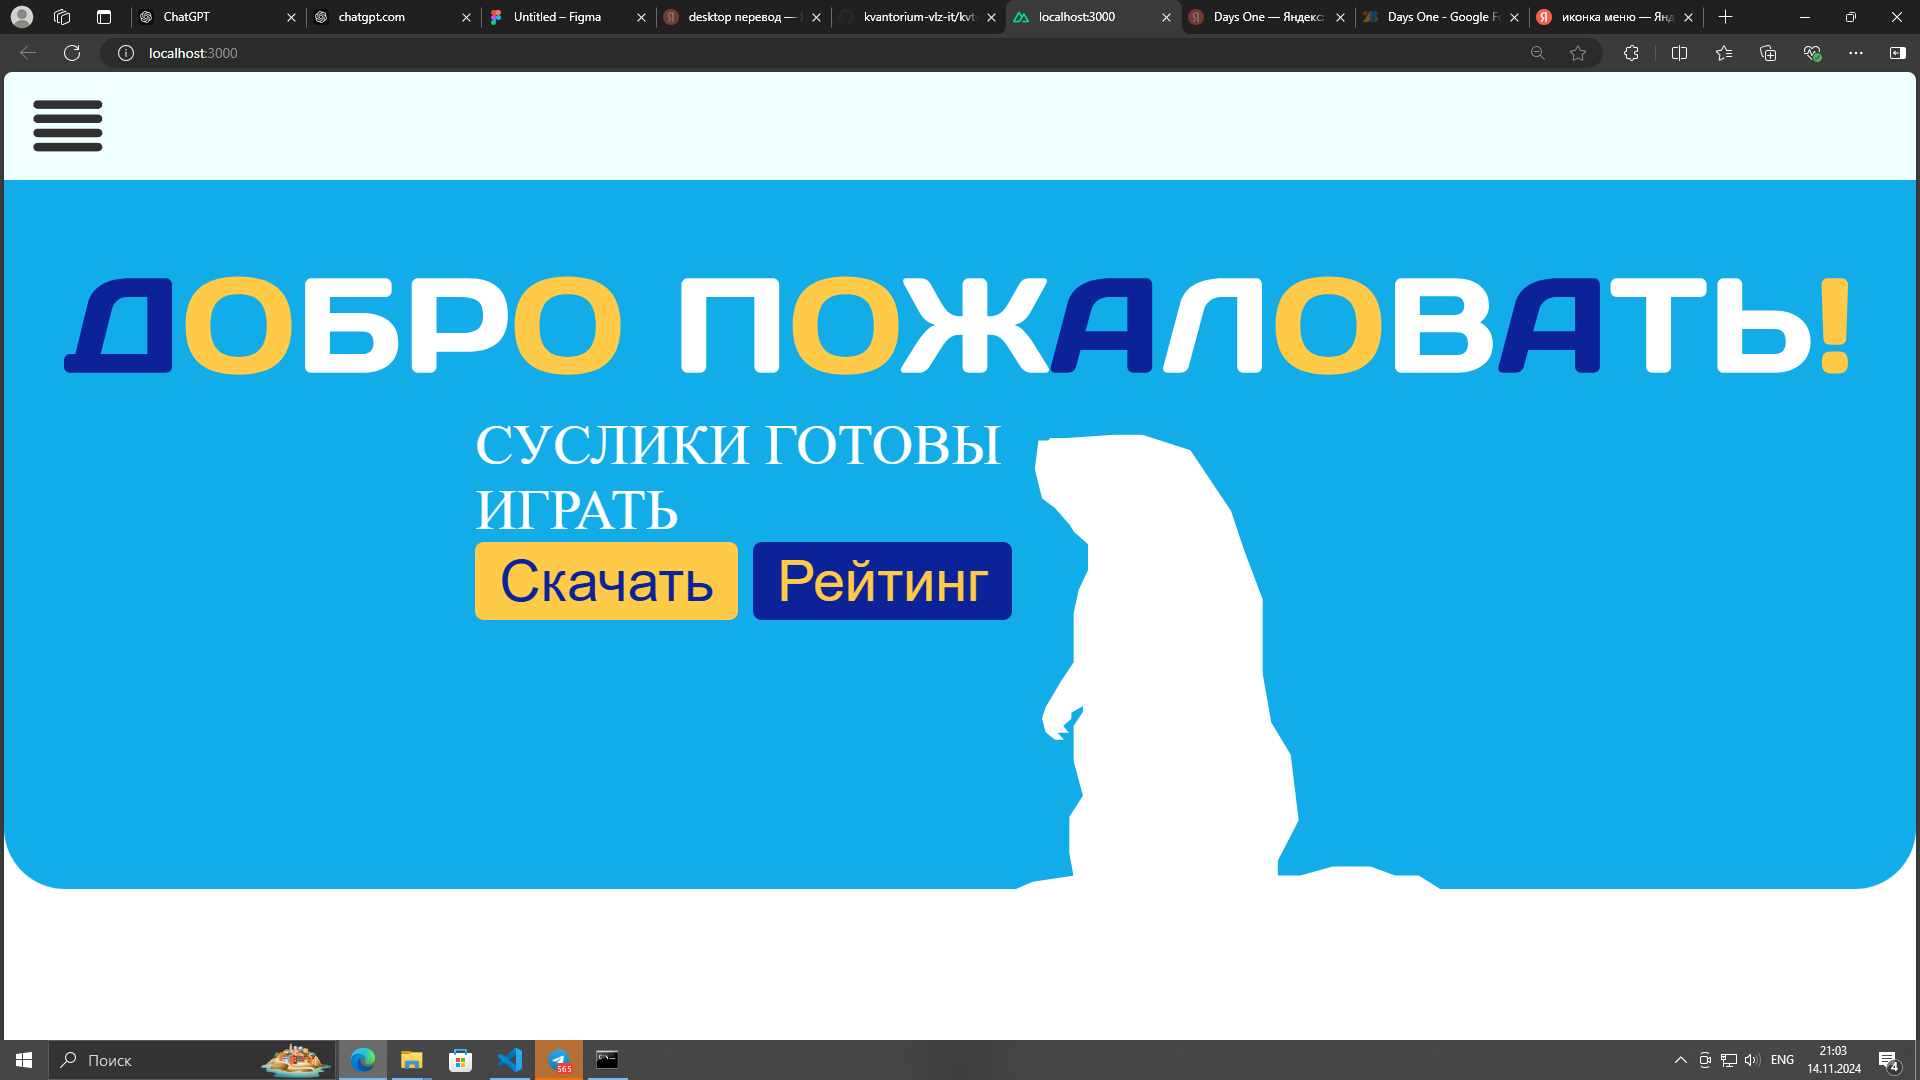 ChatGPT
chatgpt.com
Untitled – Figma
desktop перевод —
kvantorium-vlz-it/kvt-
localhost:3000
Days One — Яндекс
Days One - Google Fo
иконка меню — Янд
localhost:3000
ДОБРО ПОЖАЛОВАТЬ!
СУСЛИКИ ГОТОВЫ
ИГРАТЬ
Скачать
Рейтинг
Поиск
565
ENG
21:03
14.11.2024
4